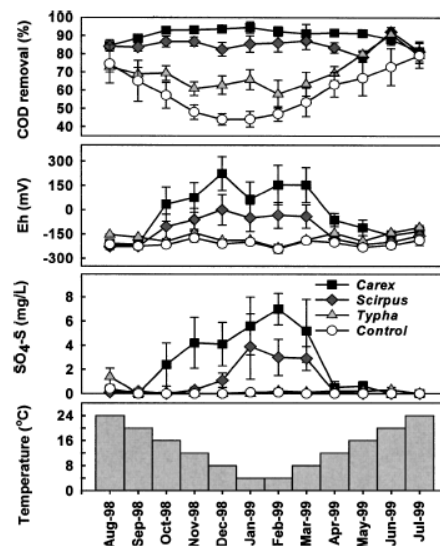 COD removal (%)
100
90
80
70
60
50
40
Eh (mV)
300
150
0
-150
-300
SO4-S (mg/L)
8
6
4
2
0
Carex
Scirpus
Typha
Control
Temperature (°C)
24
16
8
0
Aug-98
Sep-98
Oct-98
Nov-98
Dec-98
Jan-99
Feb-99
Mar-99
Apr-99
May-99
Jun-99
Jul-99